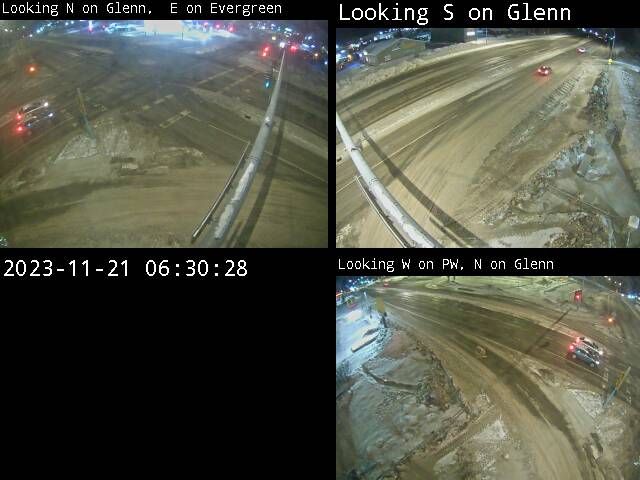 Looking N on Glenn, E on Evergreen
Looking S on Glenn
2023-11-21 06:30:28
Looking W on PW, N on Glenn